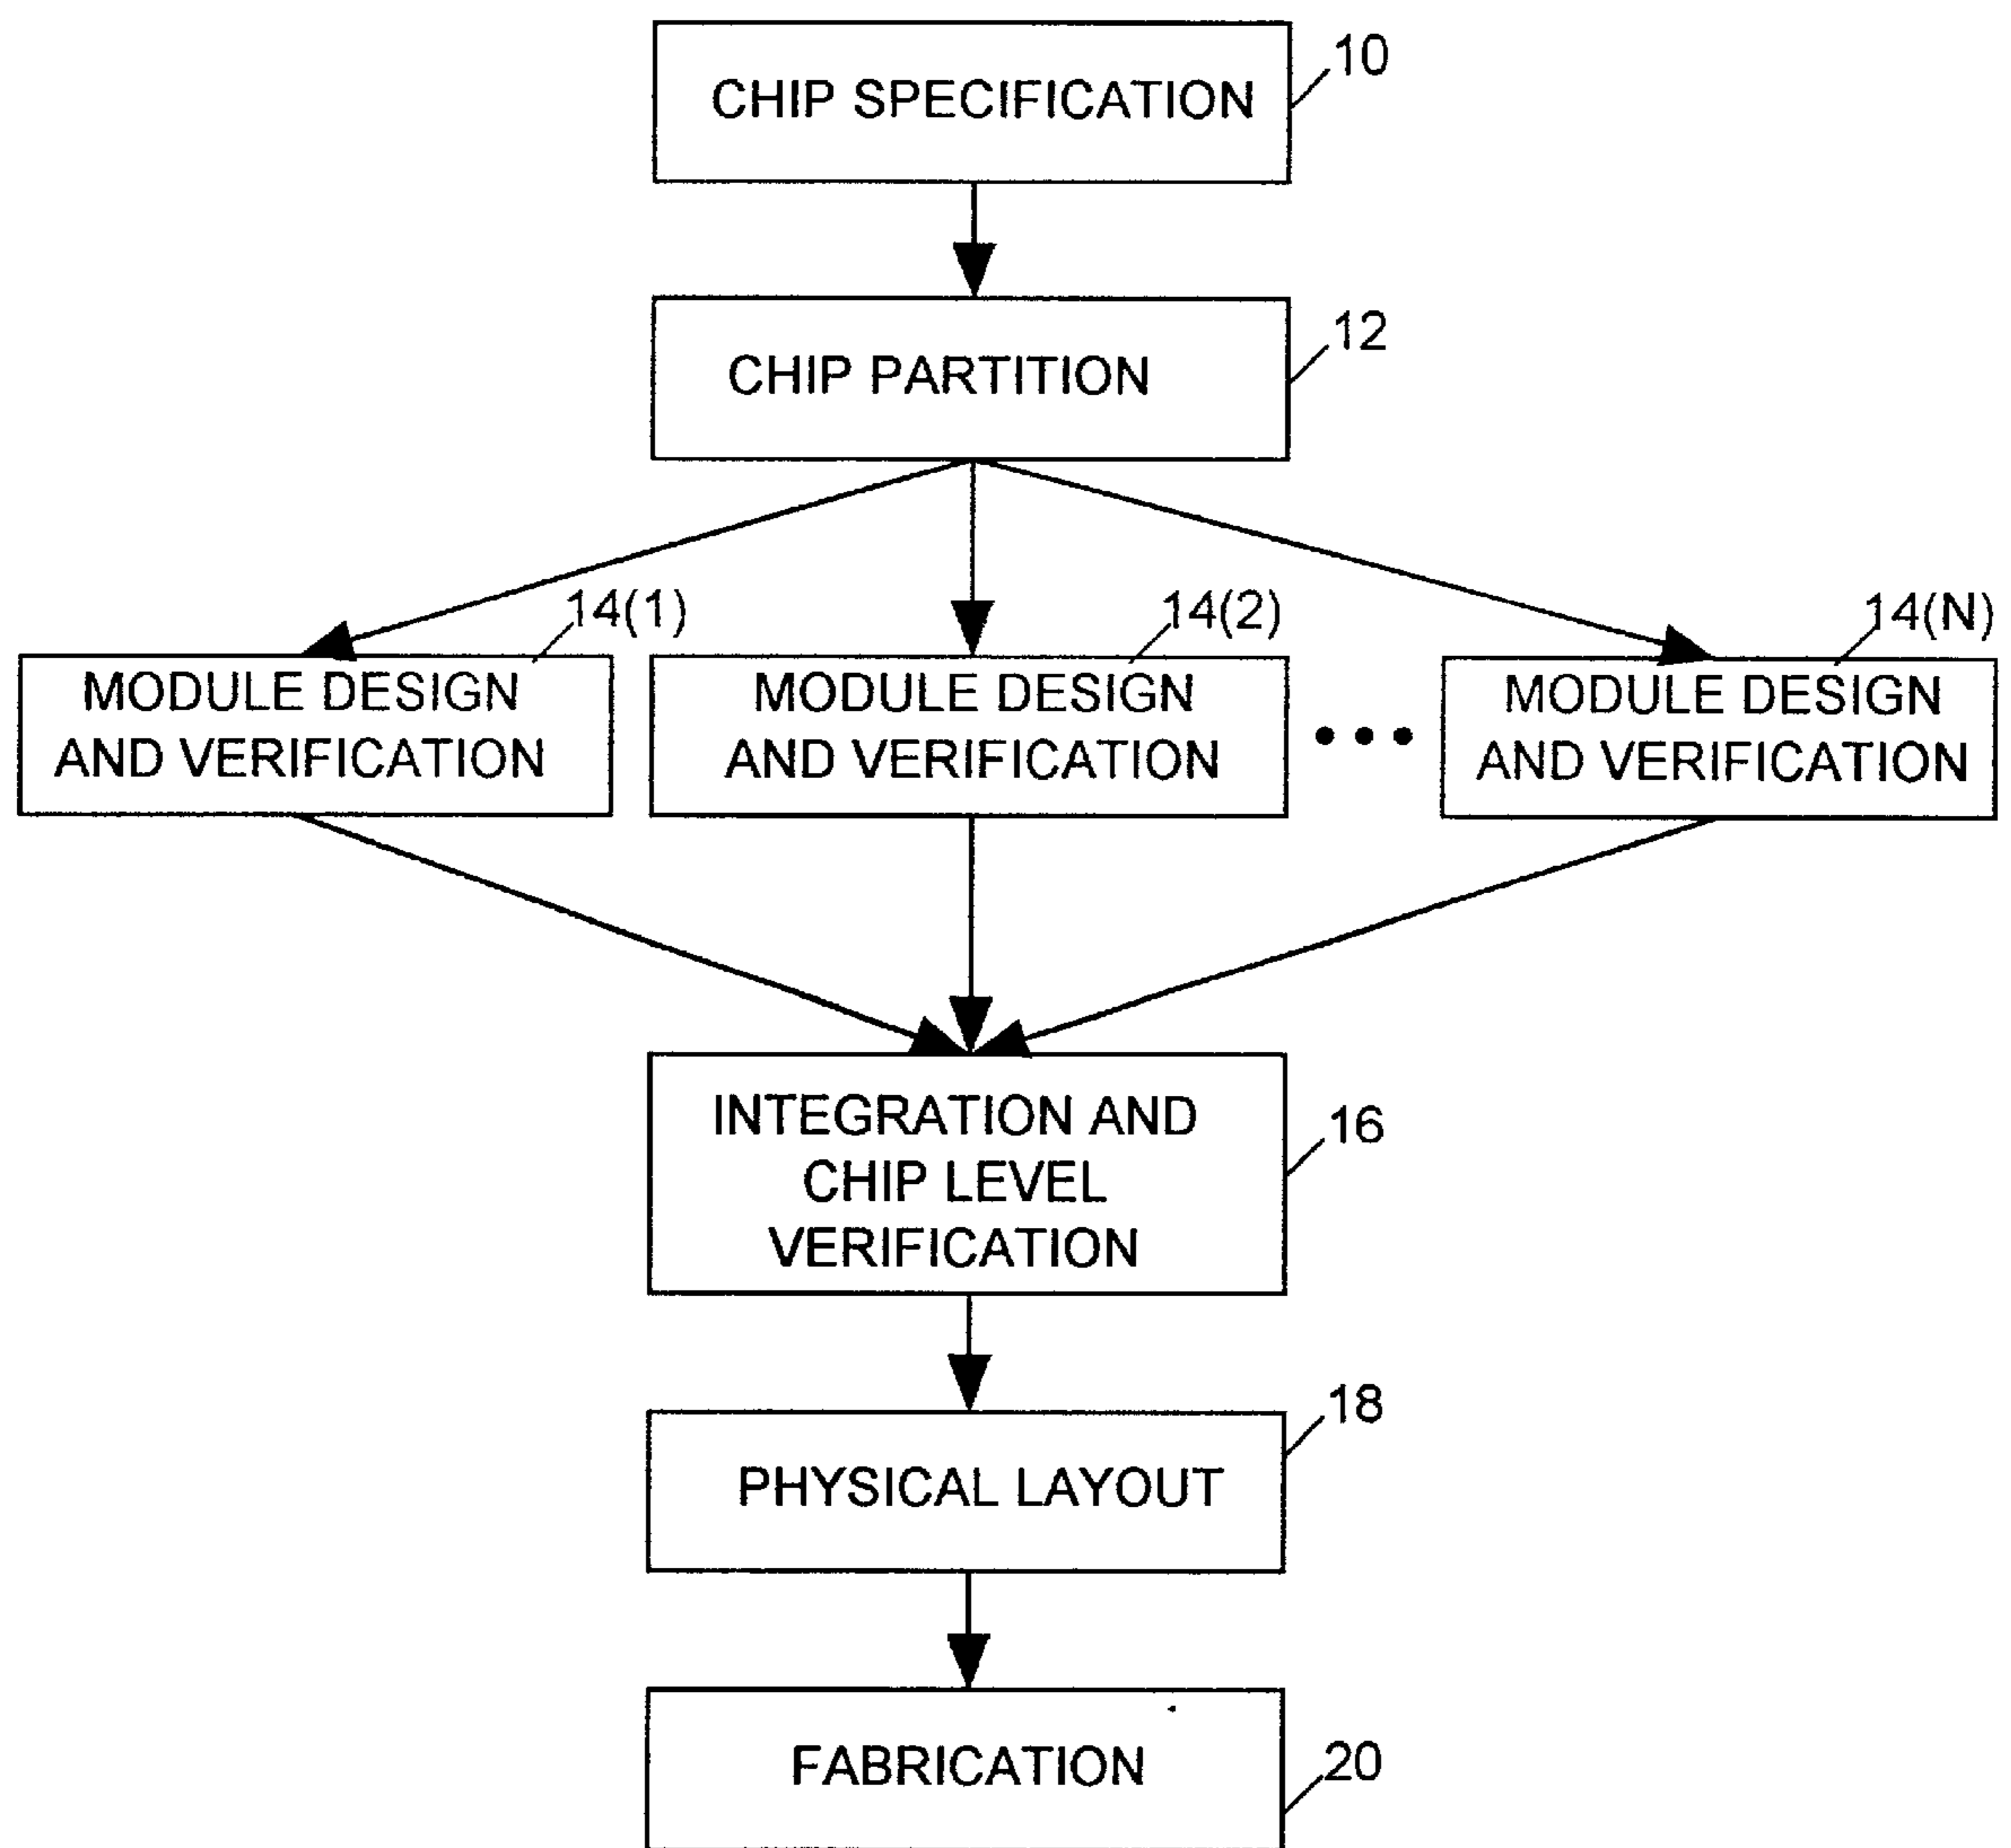 10
CHIP SPECIFICATION
12
CHIP PARTITION
14(1)
14(2)
14(N)
MODULE DESIGN
AND VERIFICATION
MODULE DESIGN
AND VERIFICATION
MODULE DESIGN
AND VERIFICATION
INTEGRATION AND
CHIP LEVEL
VERIFICATION
16
18
PHYSICAL LAYOUT
FABRICATION
20